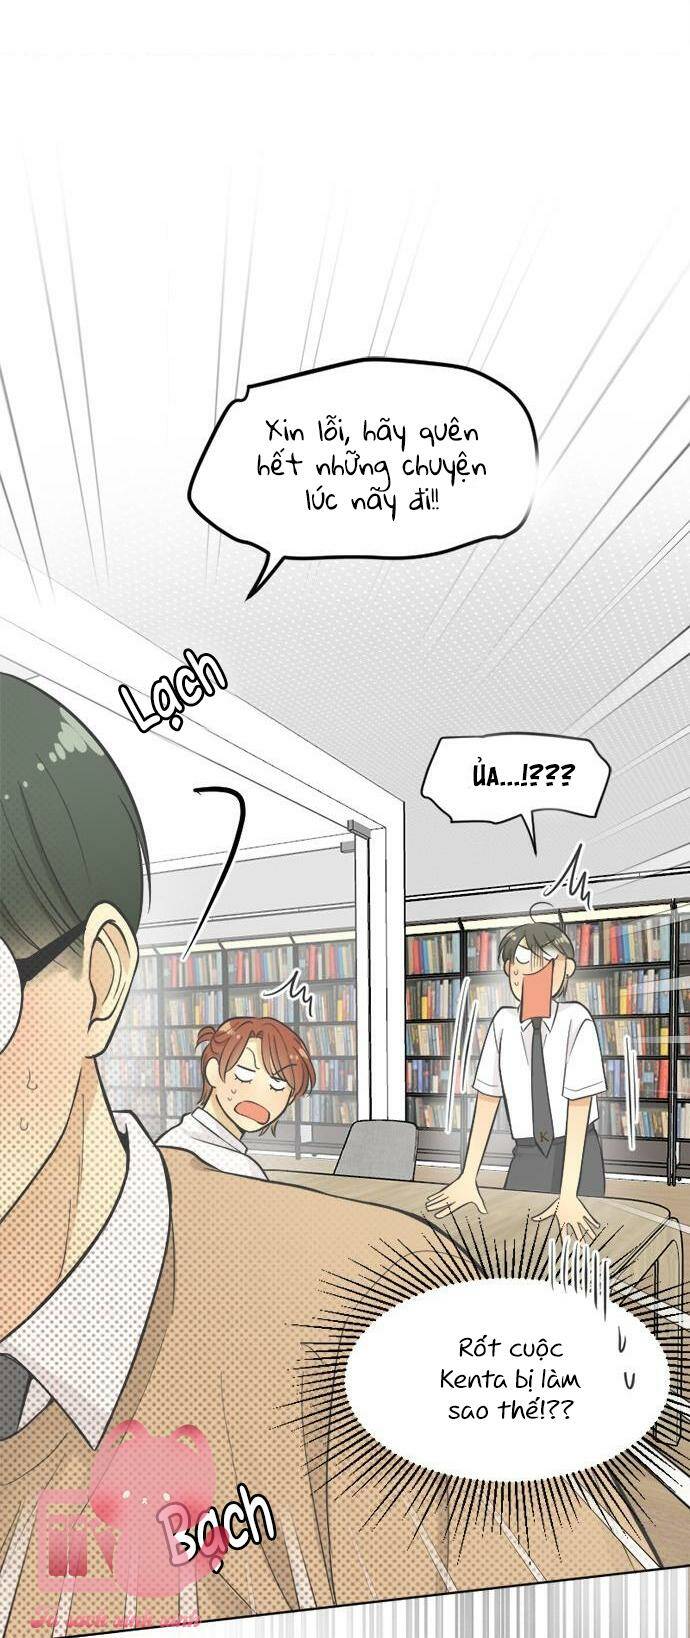 Xin lỗi, hãy quên
hết những chuyện
lúc nãy đi!!
Lạch
ủa...!???
K
Rốt cuộc
Kenta bị làm
sao thế!??
Bạch